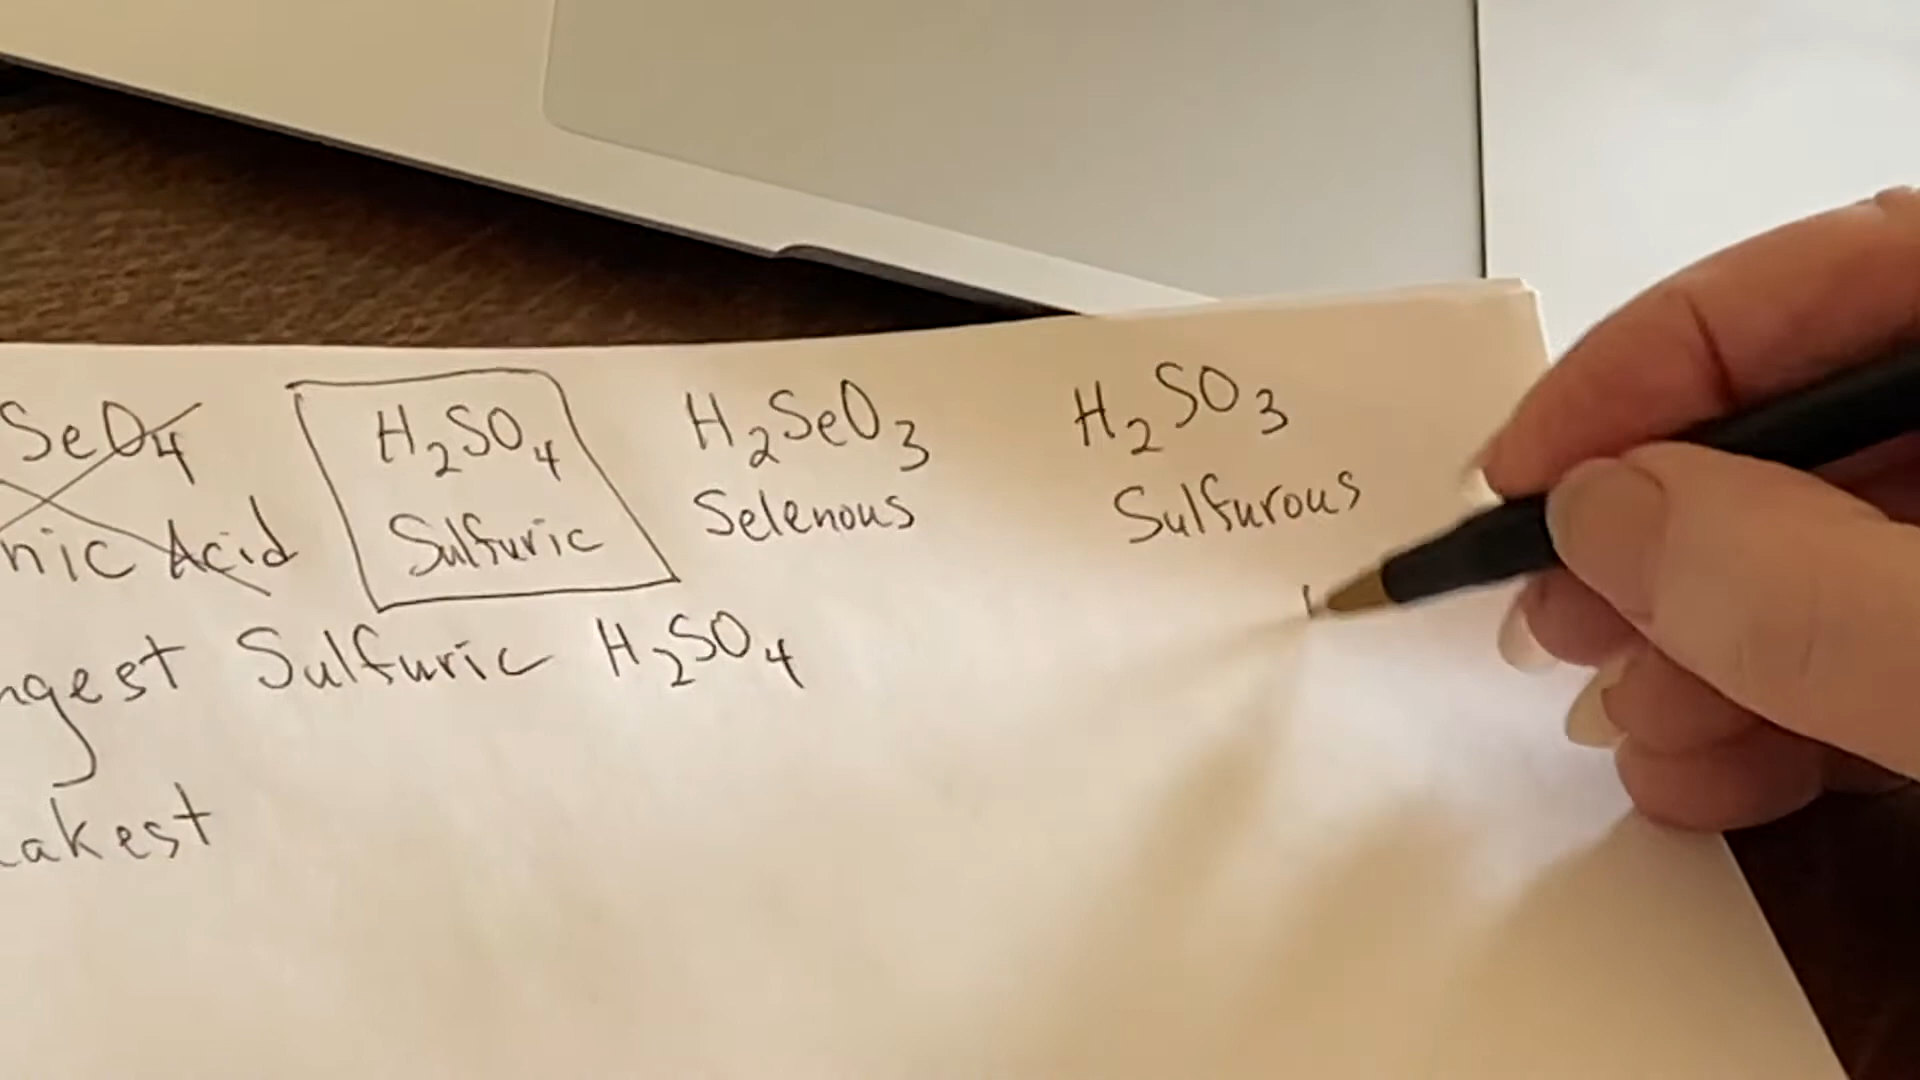 SeO4 H2SO4 H2SeO3 H2SO3
nic Acid Sulfuric Selenous Sulfurous
ngest Sulfuric H2SO4
akest